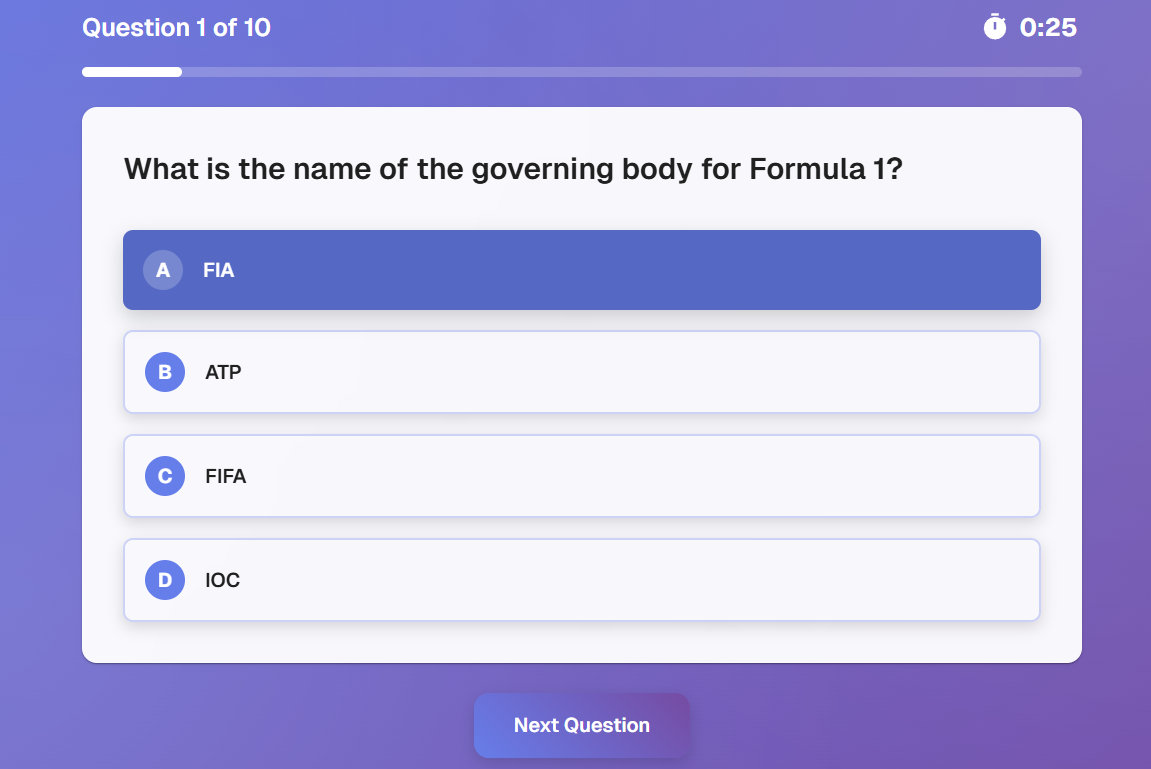 Question 1 of 10
0:25
What is the name of the governing body for Formula 1?
A FIA
B ATP
C FIFA
D IOC
Next Question